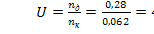 U = n_д / n_к = 0,28 / 0,062 =